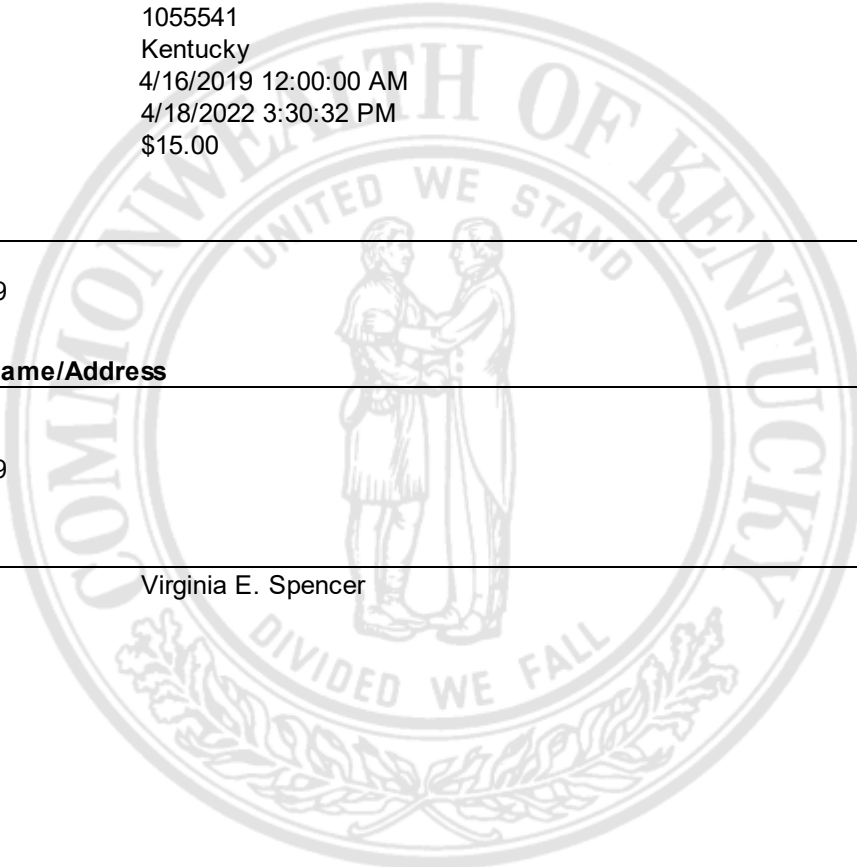 1055541
Kentucky
4/16/2019 12:00:00 AM
4/18/2022 3:30:32 PM
$15.00
COMMONWEALTH OF KENTUCKY
UNITED WE STAND
9
ame/Address
9
Virginia E. Spencer
DIVIDED WE FALL